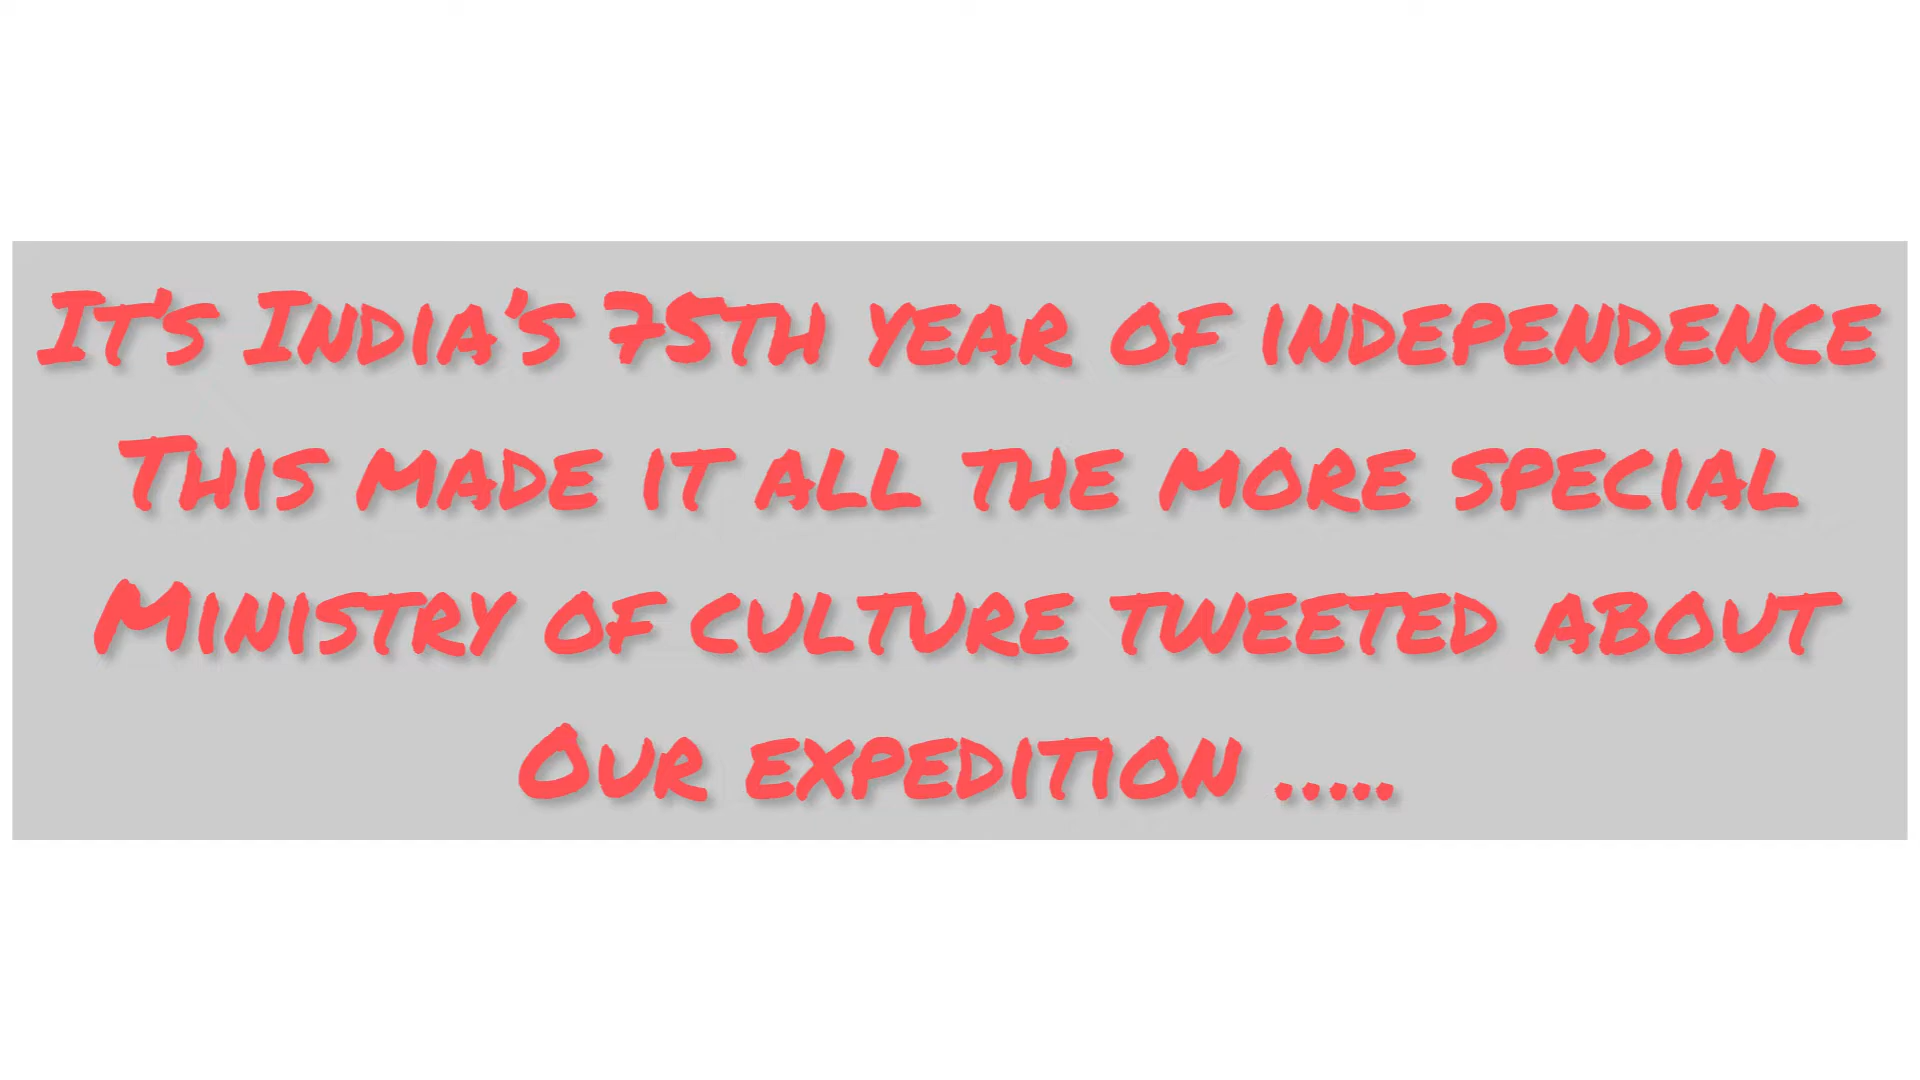 It's India's 75th year of independence
This made it all the more special
Ministry of culture tweeted about
Our expedition .....